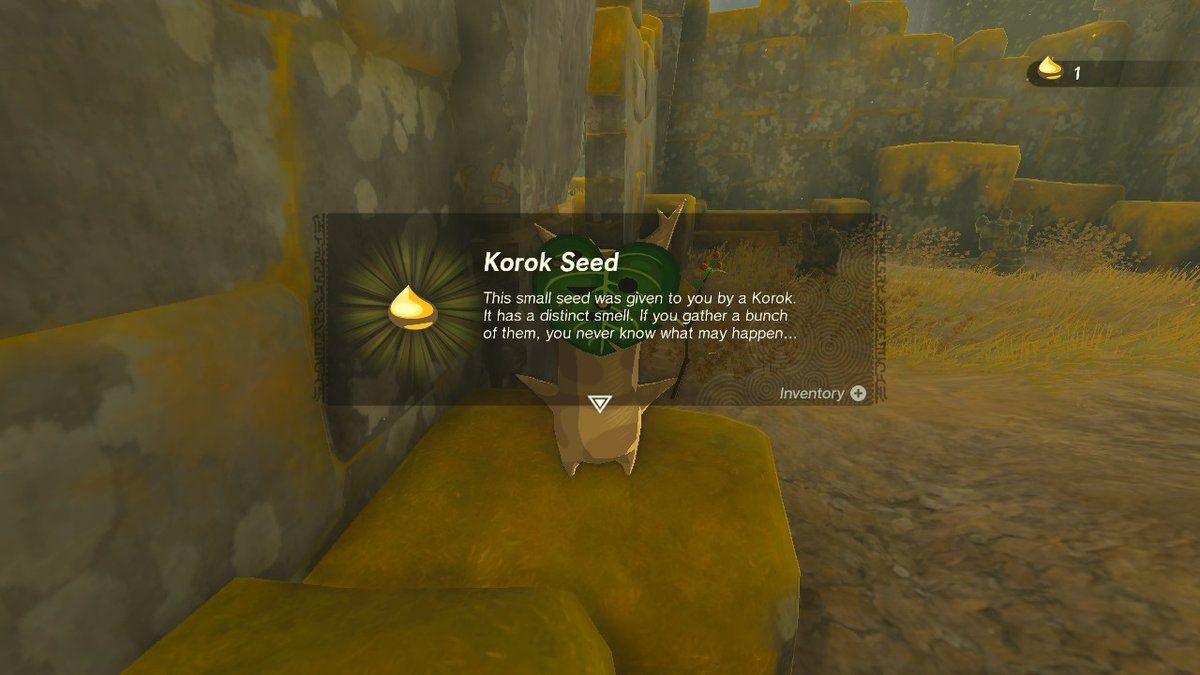 1
Korok Seed
This small seed was given to you by a Korok.
It has a distinct smell. If you gather a bunch
of them, you never know what may happen...
Inventory